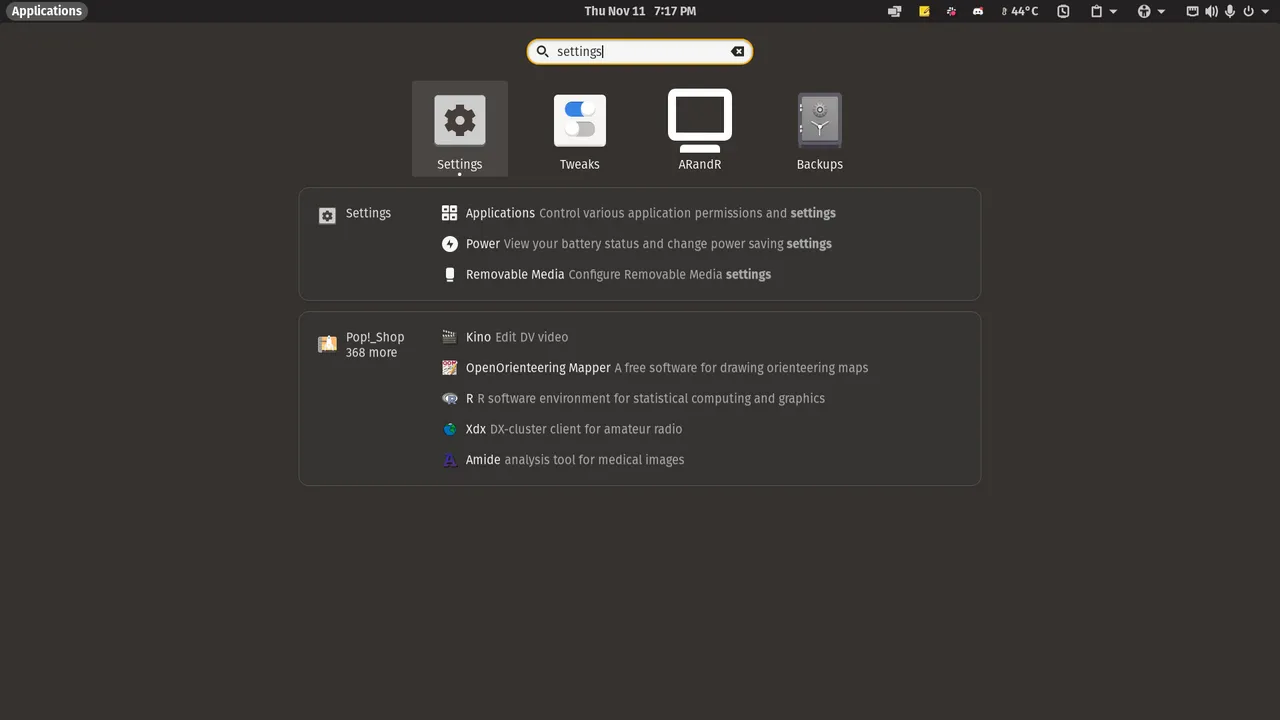 Applications
Thu Nov 11 7:17 PM
44°C
settings
Settings
Tweaks
ARandR
Backups
Settings
Applications Control various application permissions and settings
Power View your battery status and change power saving settings
Removable Media Configure Removable Media settings
Pop!_Shop
368 more
Kino Edit DV video
OpenOrienteering Mapper A free software for drawing orienteering maps
R R software environment for statistical computing and graphics
Xdx DX-cluster client for amateur radio
Amide analysis tool for medical images